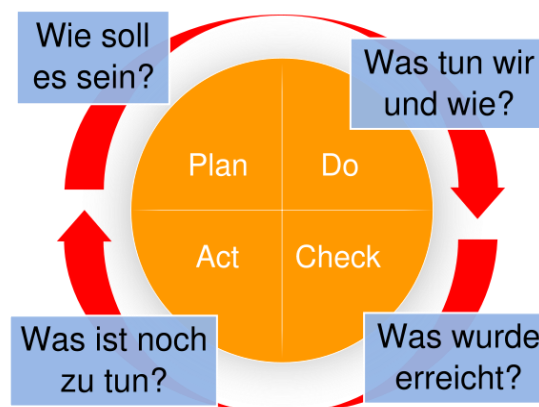 Wie soll
es sein?
Was tun wir
und wie?
Plan
Do
Act
Check
Was ist noch
zu tun?
Was wurde
erreicht?